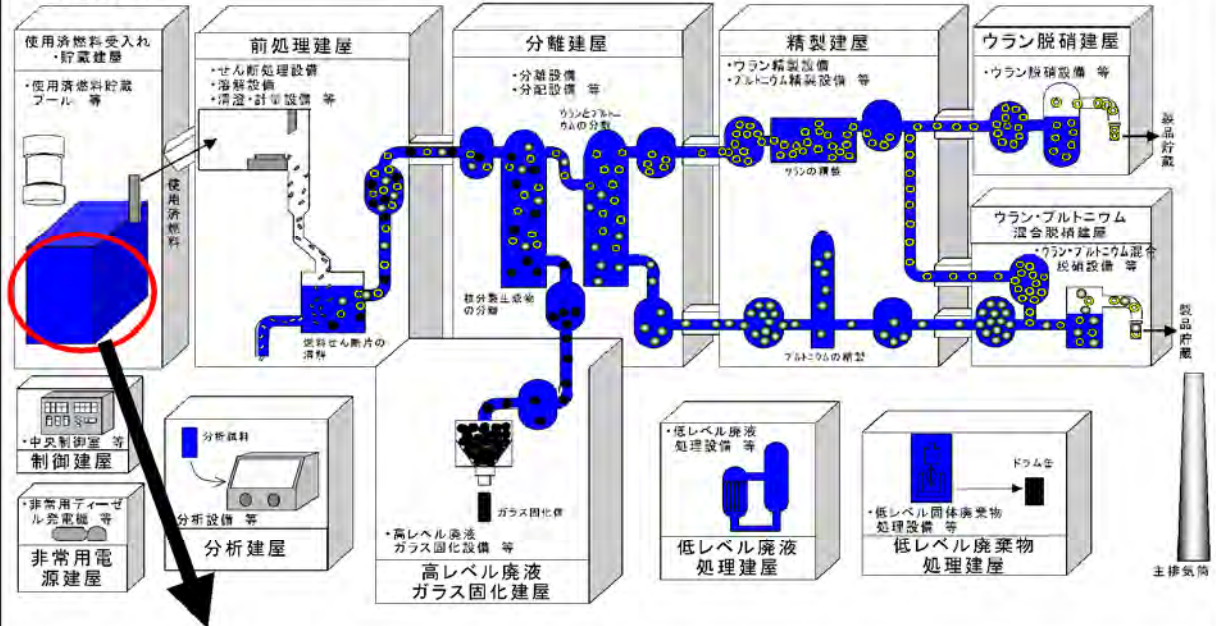 使用済燃料受入れ
・貯蔵建屋
・使用済燃料貯蔵
プール 等
使用済燃料
前処理建屋
・せん断処理設備
・溶解設備
・清澄・計量設備 等
燃料せん断片の
溶解
分離建屋
・分離設備
・分配設備 等
ウランとプルトニ
ウムの分離
核分裂生成物
の分離
精製建屋
・ウラン精製設備
・プルトニウム精製設備 等
ウランの精製
プルトニウムの精製
ウラン脱硝建屋
・ウラン脱硝設備 等
製品貯蔵
ウラン・プルトニウム
混合脱硝建屋
・ウラン・プルトニウム混合
脱硝設備 等
製品貯蔵
・中央制御室 等
制御建屋
・非常用ディーゼ
ル発電機 等
非常用電
源建屋
分析試料
分析設備 等
分析建屋
ガラス固化体
・高レベル廃液
ガラス固化設備 等
高レベル廃液
ガラス固化建屋
・低レベル廃液
処理設備 等
低レベル廃液
処理建屋
ドラム缶
・低レベル固体廃棄物
処理設備 等
低レベル廃棄物
処理建屋
主排気筒